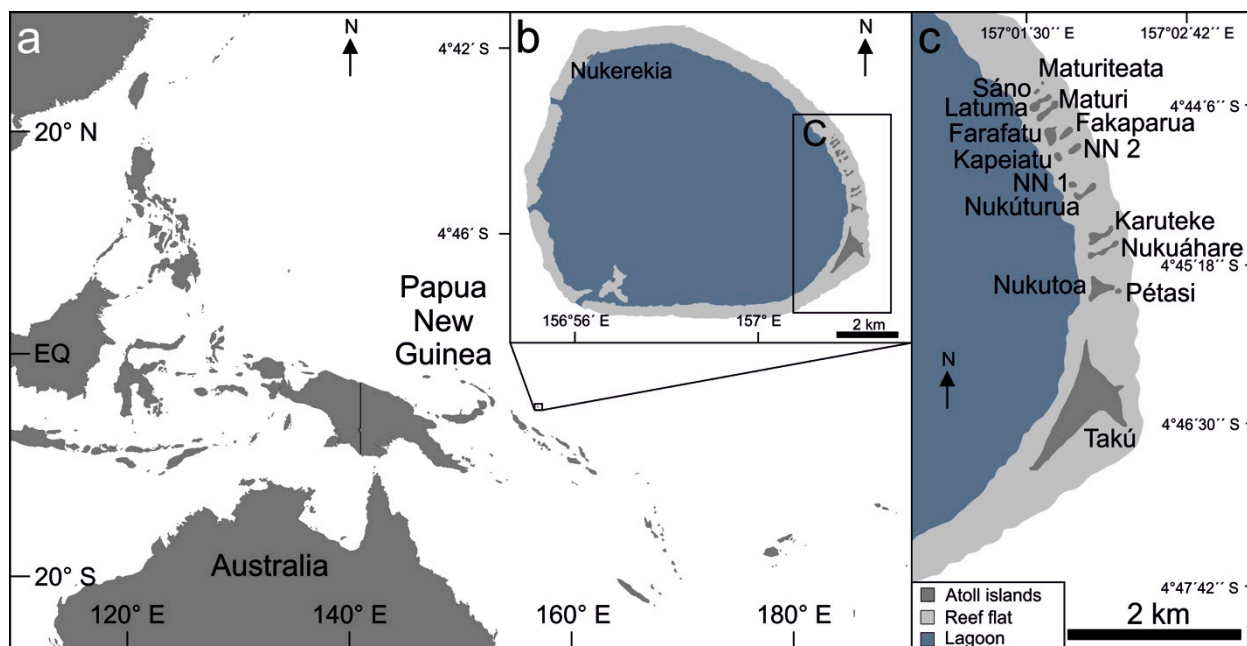 a
20° N
EQ
20° S
120° E
140° E
160° E
180° E
Australia
Papua
New
Guinea
N
b
4°42´ S
4°46´ S
Nukerekia
N
C
156°56´ E
157° E
2 km
c
157°01´30´´ E
157°02´42´´ E
Maturiteata
Sáno
Latuma
Maturi
4°44´6´´ S
Farafatu
Fakaparua
Kapeiatu
NN 2
NN 1
Nukúturua
Karuteke
Nukuáhare
4°45´18´´ S
Nukutoa
Pétasi
N
4°46´30´´ S
Takú
4°47´42´´ S
Atoll islands
Reef flat
Lagoon
2 km